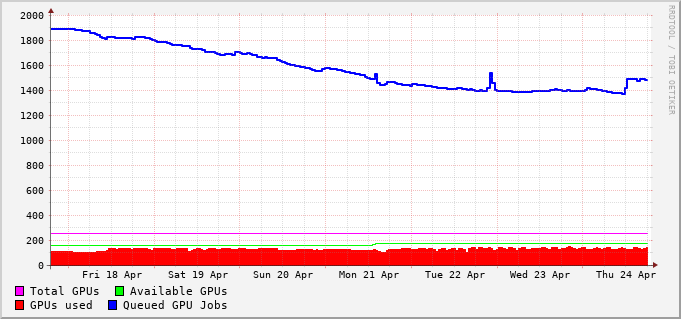 RRDTOOL / TOBI OETIKER
2000
1800
1600
1400
1200
1000
800
600
400
200
0
Fri 18 Apr Sat 19 Apr Sun 20 Apr Mon 21 Apr Tue 22 Apr Wed 23 Apr Thu 24 Apr
Total GPUs Available GPUs
GPUs used Queued GPU Jobs